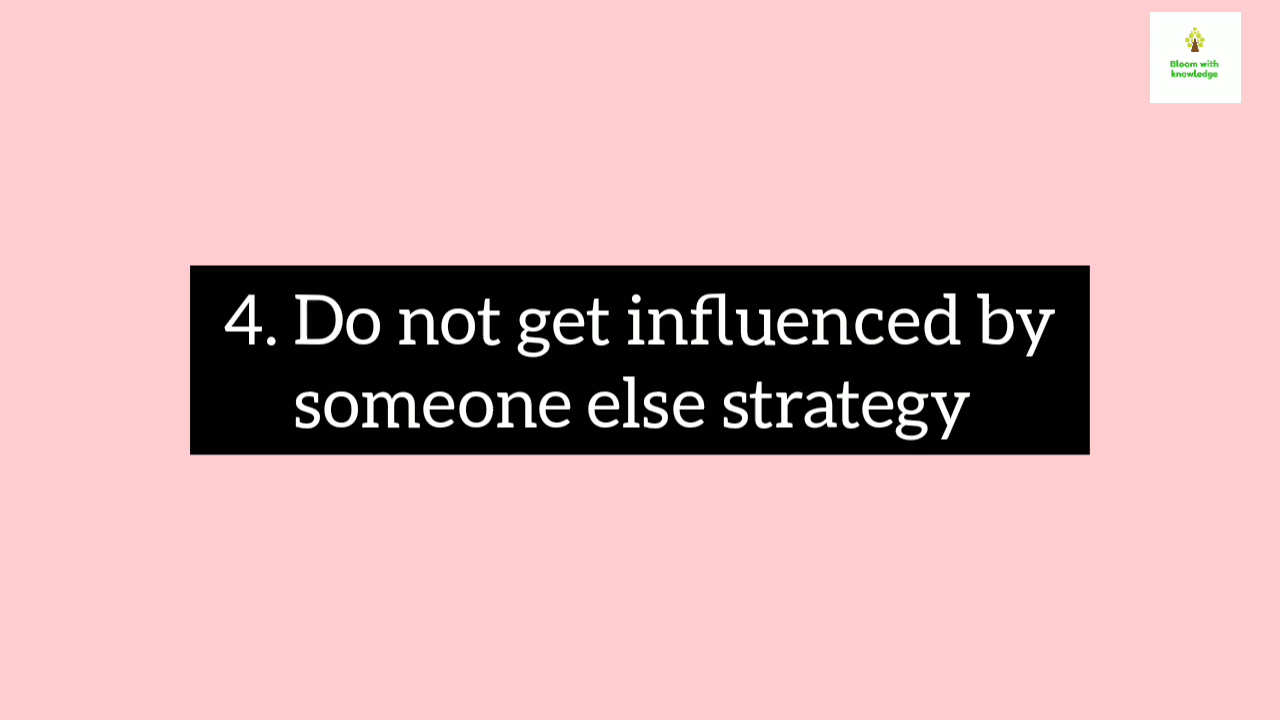 Bloom with
knowledge
4. Do not get influenced by
someone else strategy